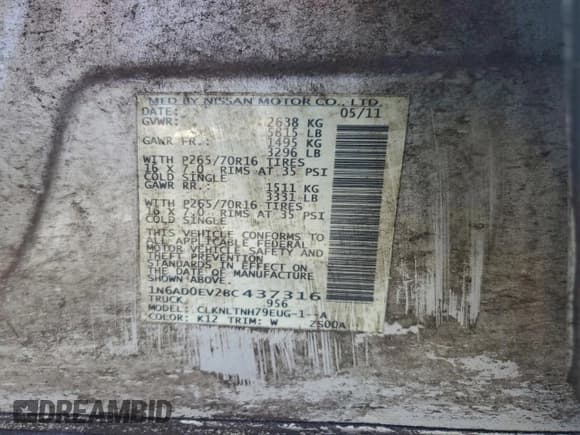 MFD BY NISSAN MOTOR CO., LTD.
DATE: 05/11
GVWR: 2638 KG
5815 LB
GAWR FR.: 1495 KG
3296 LB
WITH P265/70R16 TIRES
16 X 7.0 RIMS AT 35 PSI
COLD SINGLE
GAWR RR.: 1511 KG
3331 LB
WITH P265/70R16 TIRES
16 X 7.0 RIMS AT 35 PSI
COLD SINGLE
THIS VEHICLE CONFORMS TO
ALL APPLICABLE FEDERAL
MOTOR VEHICLE SAFETY AND
THEFT PREVENTION
STANDARDS IN EFFECT ON
THE DATE OF MANUFACTURE
SHOWN ABOVE.
1N6AD0EV2BC437316
TRUCK 956
MODEL: CLKNLTNH79EUG-1--A
COLOR: K12 TRIM: W 2S00A
DREAMBID